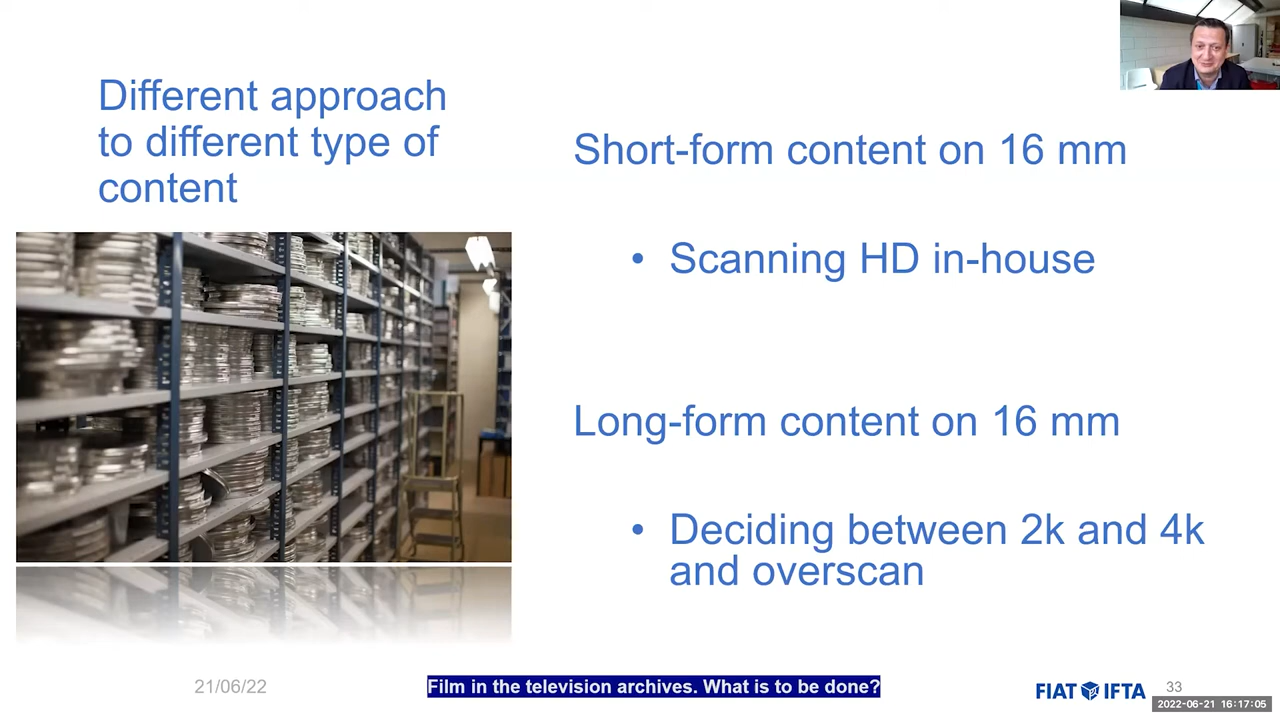 Different approach
to different type of
content
Short-form content on 16 mm
• Scanning HD in-house
Long-form content on 16 mm
• Deciding between 2k and 4k
and overscan
21/06/22
Film in the television archives. What is to be done?
FIAT IFTA
33
2022-06-21 16:17:05